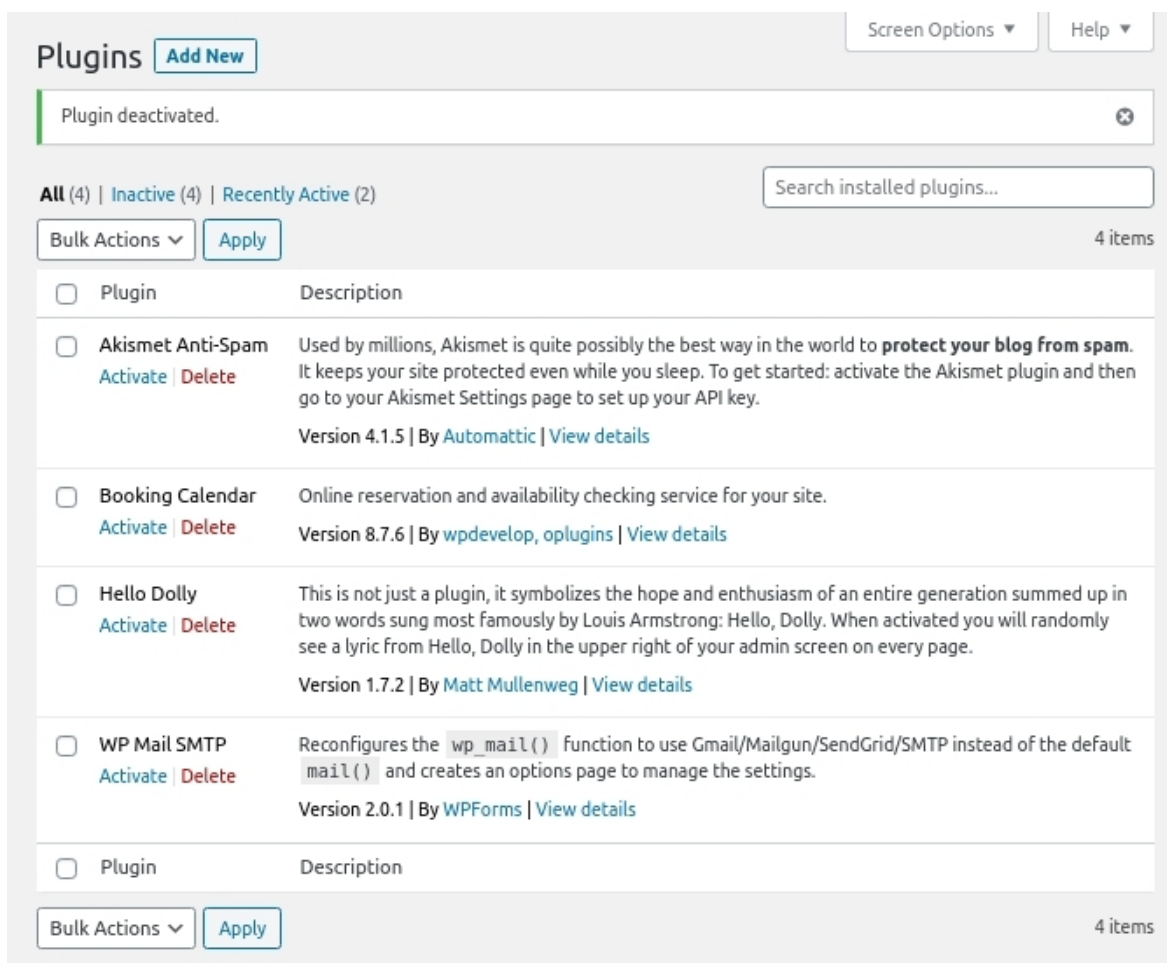 Screen Options ▼
Help ▼
Plugins Add New
Plugin deactivated.
All (4) | Inactive (4) | Recently Active (2)
Search installed plugins...
Bulk Actions
Apply
4 items
Plugin Description
Akismet Anti-Spam
Activate | Delete
Used by millions, Akismet is quite possibly the best way in the world to protect your blog from spam.
It keeps your site protected even while you sleep. To get started: activate the Akismet plugin and then
go to your Akismet Settings page to set up your API key.
Version 4.1.5 | By Automattic | View details
Booking Calendar
Activate | Delete
Online reservation and availability checking service for your site.
Version 8.7.6 | By wpdevelop, oplugins | View details
Hello Dolly
Activate | Delete
This is not just a plugin, it symbolizes the hope and enthusiasm of an entire generation summed up in
two words sung most famously by Louis Armstrong: Hello, Dolly. When activated you will randomly
see a lyric from Hello, Dolly in the upper right of your admin screen on every page.
Version 1.7.2 | By Matt Mullenweg | View details
WP Mail SMTP
Activate | Delete
Reconfigures the wp_mail() function to use Gmail/Mailgun/SendGrid/SMTP instead of the default
mail() and creates an options page to manage the settings.
Version 2.0.1 | By WPForms | View details
Plugin Description
Bulk Actions
Apply
4 items